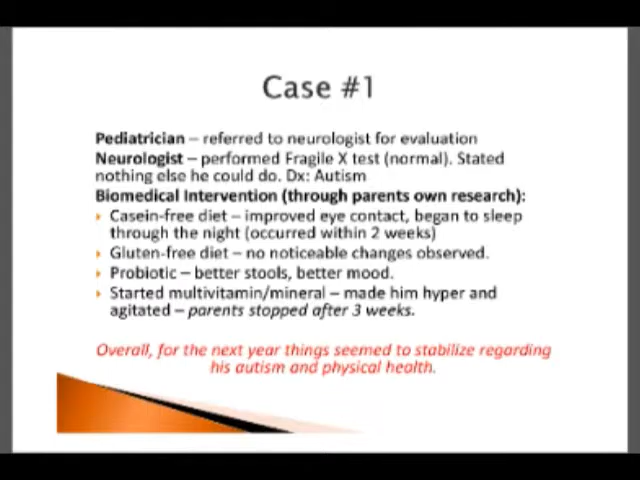 Case #1
Pediatrician – referred to neurologist for evaluation
Neurologist – performed Fragile X test (normal). Stated
nothing else he could do. Dx: Autism
Biomedical Intervention (through parents own research):
Casein-free diet – improved eye contact, began to sleep
through the night (occurred within 2 weeks)
Gluten-free diet – no noticeable changes observed.
Probiotic – better stools, better mood.
Started multivitamin/mineral – made him hyper and
agitated – parents stopped after 3 weeks.
Overall, for the next year things seemed to stabilize regarding
his autism and physical health.